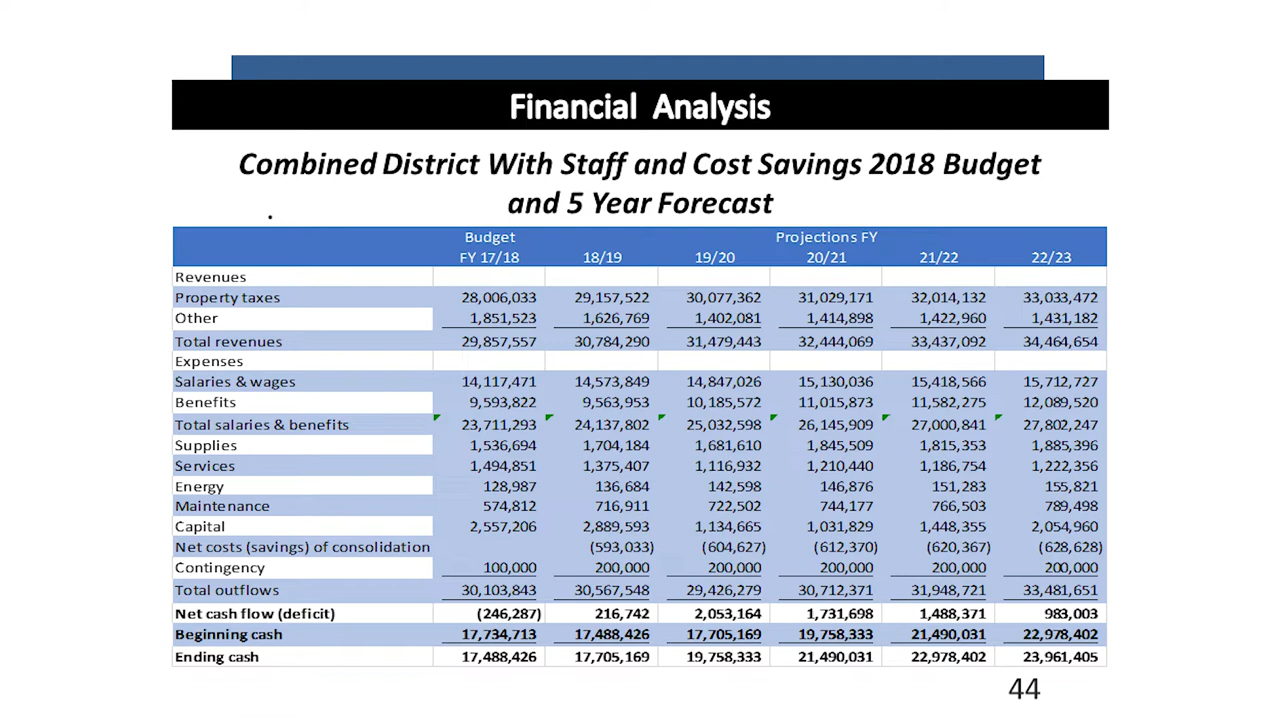 Financial Analysis
Combined District With Staff and Cost Savings 2018 Budget
and 5 Year Forecast
Budget Projections FY
FY 17/18 18/19 19/20 20/21 21/22 22/23
Revenues
Property taxes 28,006,033 29,157,522 30,077,362 31,029,171 32,014,132 33,033,472
Other 1,851,523 1,626,769 1,402,081 1,414,898 1,422,960 1,431,182
Total revenues 29,857,557 30,784,290 31,479,443 32,444,069 33,437,092 34,464,654
Expenses
Salaries & wages 14,117,471 14,573,849 14,847,026 15,130,036 15,418,566 15,712,727
Benefits 9,593,822 9,563,953 10,185,572 11,015,873 11,582,275 12,089,520
Total salaries & benefits 23,711,293 24,137,802 25,032,598 26,145,909 27,000,841 27,802,247
Supplies 1,536,694 1,704,184 1,681,610 1,845,509 1,815,353 1,885,396
Services 1,494,851 1,375,407 1,116,932 1,210,440 1,186,754 1,222,356
Energy 128,987 136,684 142,598 146,876 151,283 155,821
Maintenance 574,812 716,911 722,502 744,177 766,503 789,498
Capital 2,557,206 2,889,593 1,134,665 1,031,829 1,448,355 2,054,960
Net costs (savings) of consolidation (593,033) (604,627) (612,370) (620,367) (628,628)
Contingency 100,000 200,000 200,000 200,000 200,000 200,000
Total outflows 30,103,843 30,567,548 29,426,279 30,712,371 31,948,721 33,481,651
Net cash flow (deficit) (246,287) 216,742 2,053,164 1,731,698 1,488,371 983,003
Beginning cash 17,734,713 17,488,426 17,705,169 19,758,333 21,490,031 22,978,402
Ending cash 17,488,426 17,705,169 19,758,333 21,490,031 22,978,402 23,961,405
44